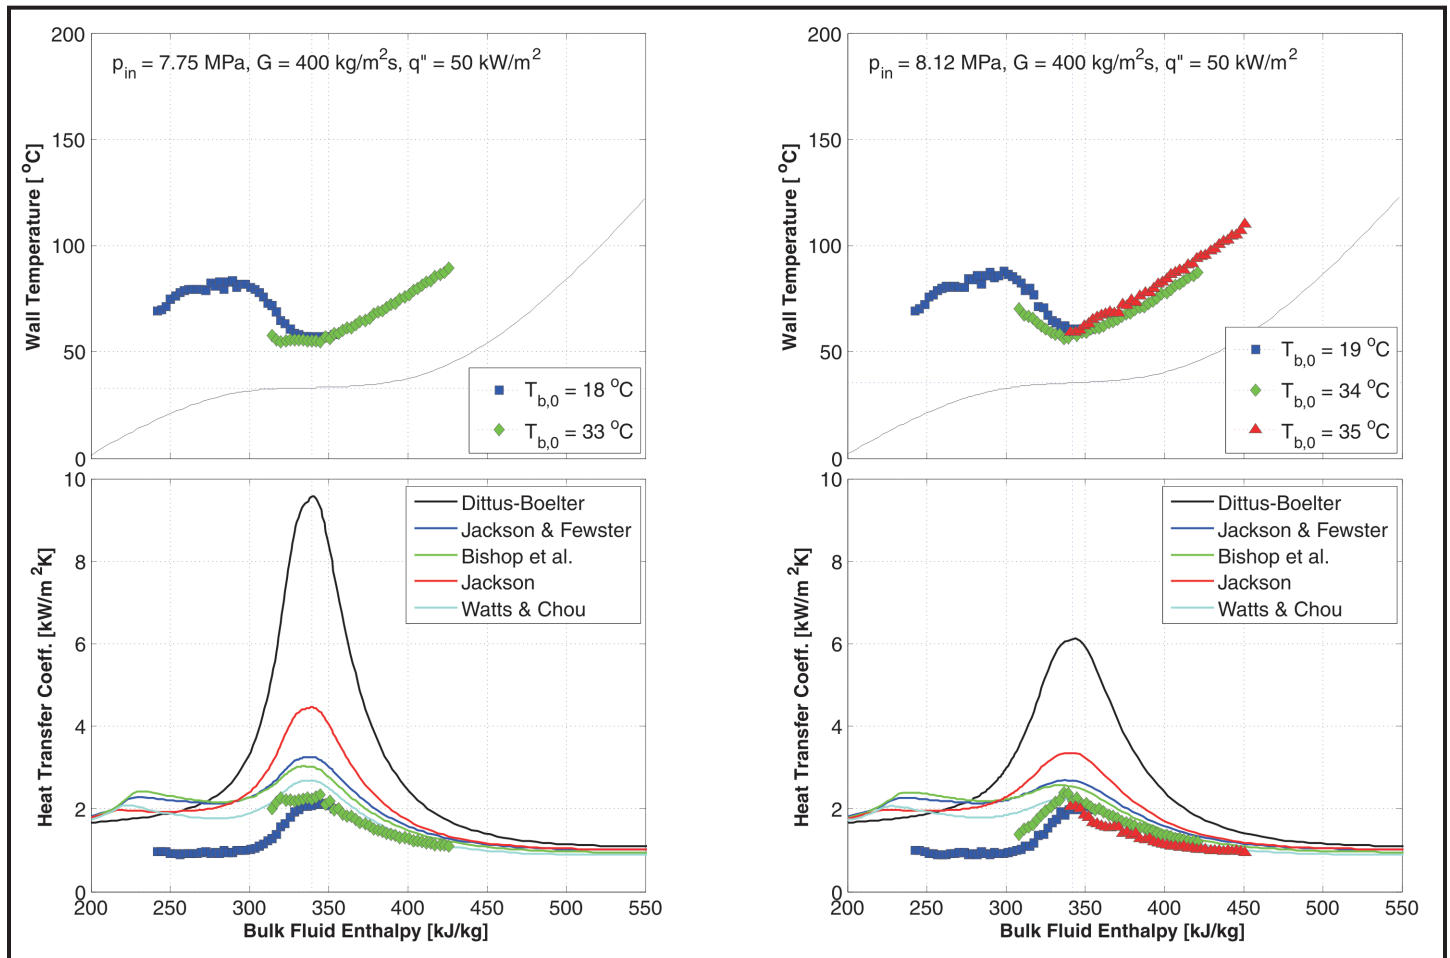 p_in = 7.75 MPa, G = 400 kg/m²s, q" = 50 kW/m²
Wall Temperature [ °C]
200
150
100
50
0
T_b,0 = 18 °C
T_b,0 = 33 °C
p_in = 8.12 MPa, G = 400 kg/m²s, q" = 50 kW/m²
Wall Temperature [ °C]
200
150
100
50
0
T_b,0 = 19 °C
T_b,0 = 34 °C
T_b,0 = 35 °C
Heat Transfer Coeff. [kW/m ²K]
10
8
6
4
2
0
Dittus-Boelter
Jackson & Fewster
Bishop et al.
Jackson
Watts & Chou
200 250 300 350 400 450 500 550
Bulk Fluid Enthalpy [kJ/kg]
Heat Transfer Coeff. [kW/m ²K]
10
8
6
4
2
0
Dittus-Boelter
Jackson & Fewster
Bishop et al.
Jackson
Watts & Chou
200 250 300 350 400 450 500 550
Bulk Fluid Enthalpy [kJ/kg]